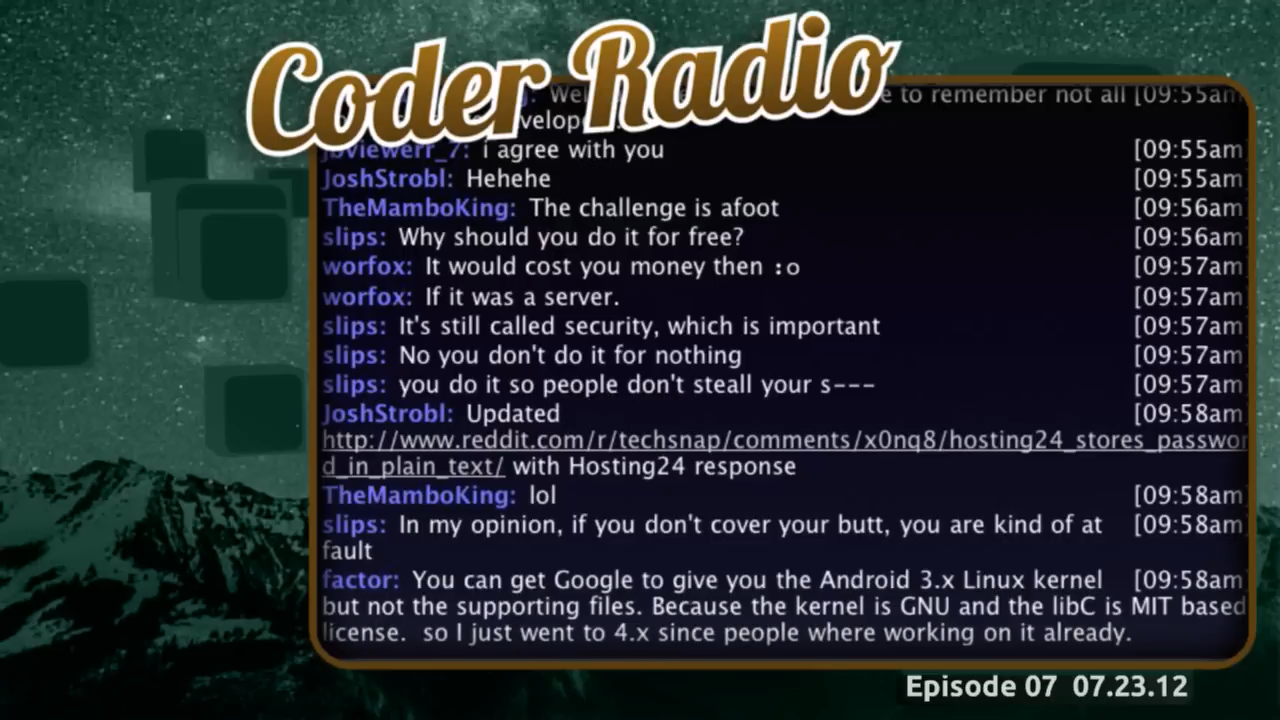 Coder Radio
e to remember not all [09:55am
velop
jbviewerr_7: i agree with you [09:55am
JoshStrobl: Hehehe [09:55am
TheMamboKing: The challenge is afoot [09:56am
slips: Why should you do it for free? [09:56am
worfox: It would cost you money then :o [09:57am
worfox: If it was a server. [09:57am
slips: It's still called security, which is important [09:57am
slips: No you don't do it for nothing [09:57am
slips: you do it so people don't steall your s--- [09:57am
JoshStrobl: Updated [09:58am
http://www.reddit.com/r/techsnap/comments/x0nq8/hosting24_stores_passwor
d_in_plain_text/ with Hosting24 response
TheMamboKing: lol [09:58am
slips: In my opinion, if you don't cover your butt, you are kind of at [09:58am
fault
factor: You can get Google to give you the Android 3.x Linux kernel [09:58am
but not the supporting files. Because the kernel is GNU and the libC is MIT based
license. so I just went to 4.x since people where working on it already.
Episode 07 07.23.12